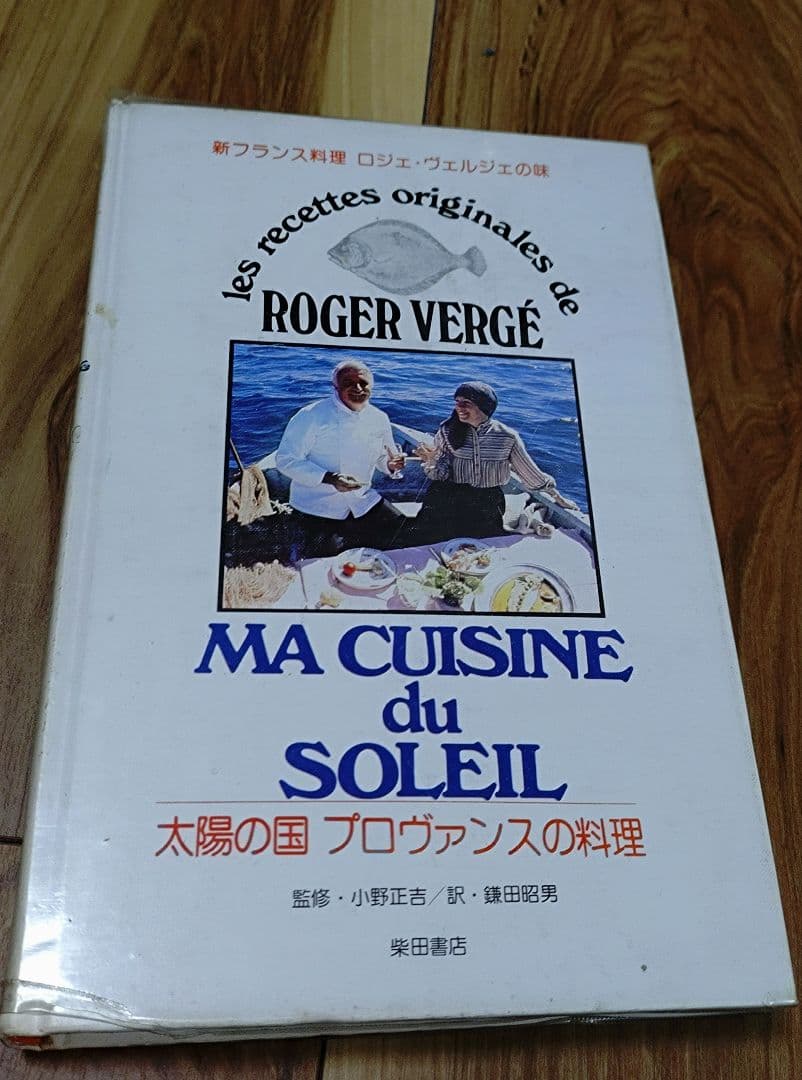 新フランス料理 ロジェ・ヴェルジェの味
les recettes originales de
ROGER VERGÉ
MA CUISINE
du
SOLEIL
太陽の国 プロヴァンスの料理
監修・小野正吉/訳・鎌田昭男
柴田書店